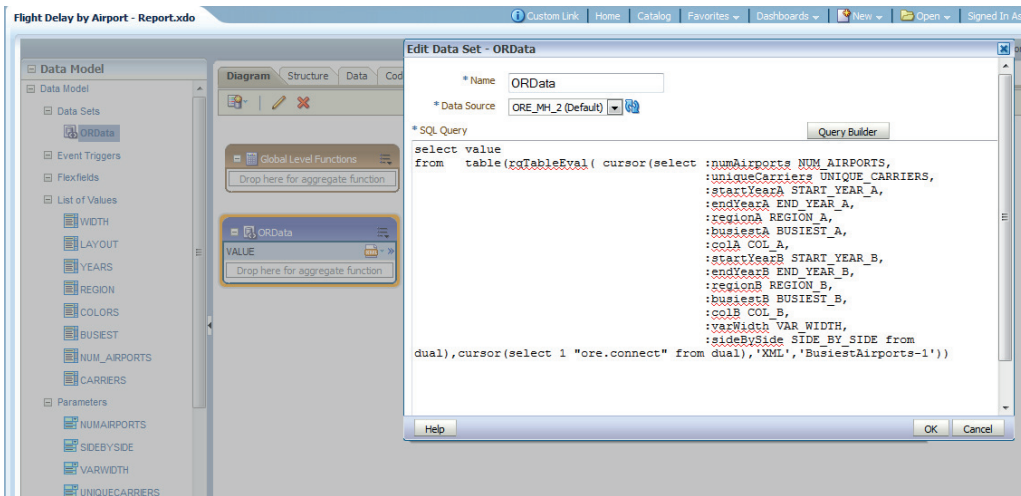 Flight Delay by Airport - Report.xdo
Custom Link Home Catalog Favorites Dashboards New Open Signed In As
Data Model
Data Model
Data Sets
ORData
Event Triggers
Flexfields
List of Values
WIDTH
LAYOUT
YEARS
REGION
COLORS
BUSIEST
NUM_AIRPORTS
CARRIERS
Parameters
NUMAIRPORTS
SIDEBYSIDE
VARWIDTH
UNIQUECARRIERS
Diagram Structure Data Cod
Global Level Functions
Drop here for aggregate function
ORData
VALUE
Drop here for aggregate function
Edit Data Set - ORData
* Name ORData
* Data Source ORE_MH_2 (Default)
* SQL Query Query Builder
select value
from table(rqTableEval( cursor(select :numAirports NUM_AIRPORTS,
:uniqueCarriers UNIQUE_CARRIERS,
:startYearA START_YEAR_A,
:endYearA END_YEAR_A,
:regionA REGION_A,
:busiestA BUSIEST_A,
:colA COL_A,
:startYearB START_YEAR_B,
:endYearB END_YEAR_B,
:regionB REGION_B,
:busiestB BUSIEST_B,
:colB COL_B,
:varWidth VAR_WIDTH,
:sideBySide SIDE_BY_SIDE from
dual),cursor(select 1 "ore.connect" from dual),'XML','BusiestAirports-1'))
Help OK Cancel